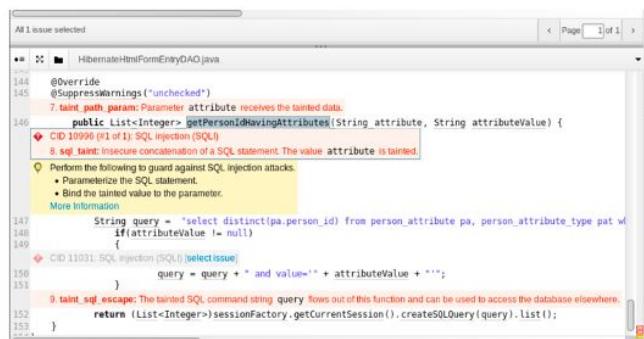 All 1 issue selected
Page 1 of 1
HibernateHtmlFormEntryDAO.java
144 @Override
145 @SuppressWarnings("unchecked")
7. taint_path_param: Parameter attribute receives the tainted data.
146 public List<Integer> getPersonIdHavingAttributes(String attribute, String attributeValue) {
CID 10996 (#1 of 1): SQL injection (SQLI)
8. sql_taint: Insecure concatenation of a SQL statement. The value attribute is tainted.
Perform the following to guard against SQL injection attacks.
• Parameterize the SQL statement.
• Bind the tainted value to the parameter.
More Information
147 String query = "select distinct(pa.person_id) from person_attribute pa, person_attribute_type pat
148 if(attributeValue != null)
149 {
CID 11031: SQL injection (SQLI) [select issue]
150 query = query + " and value='" + attributeValue + "'";
151 }
9. taint_sql_escape: The tainted SQL command string query flows out of this function and can be used to access the database elsewhere.
152 return (List<Integer>)sessionFactory.getCurrentSession().createSQLQuery(query).list();
153 }